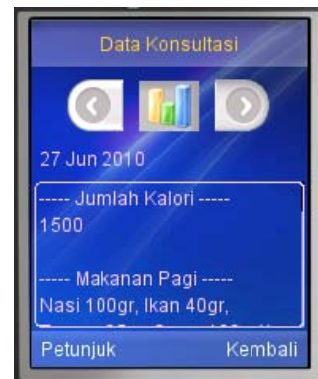 Data Konsultasi
27 Jun 2010
----- Jumlah Kalori -----
1500
----- Makanan Pagi -----
Nasi 100gr, Ikan 40gr,
Petunjuk
Kembali